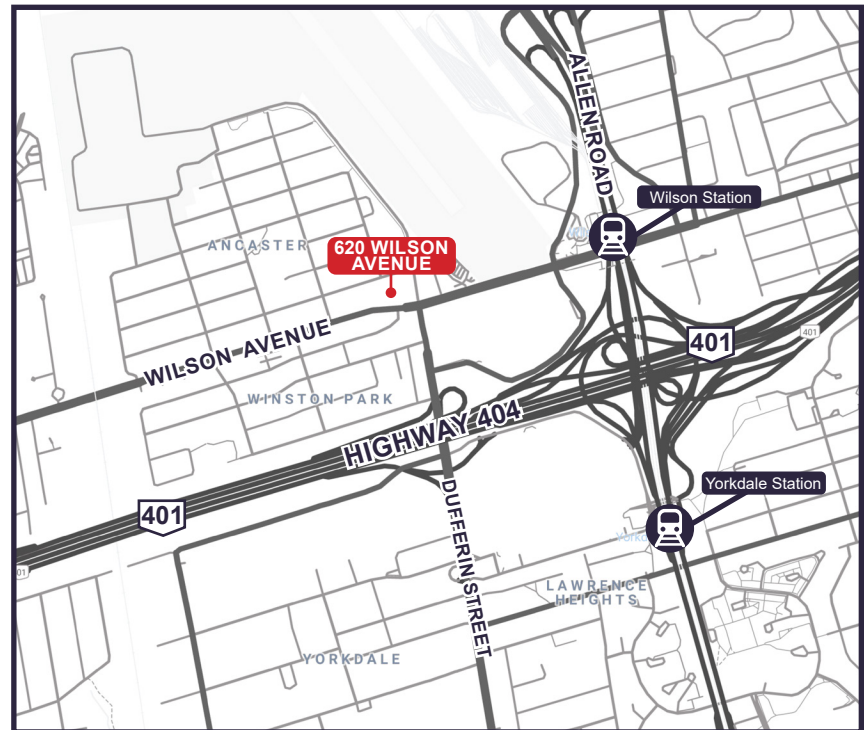 ALLEN ROAD
Wilson Station
ANCASTER
620 WILSON
AVENUE
WILSON AVENUE
401
401
WINSTON PARK
HIGHWAY 404
401
Yorkdale Station
DUFFERIN STREET
LAWRENCE
HEIGHTS
YORKDALE